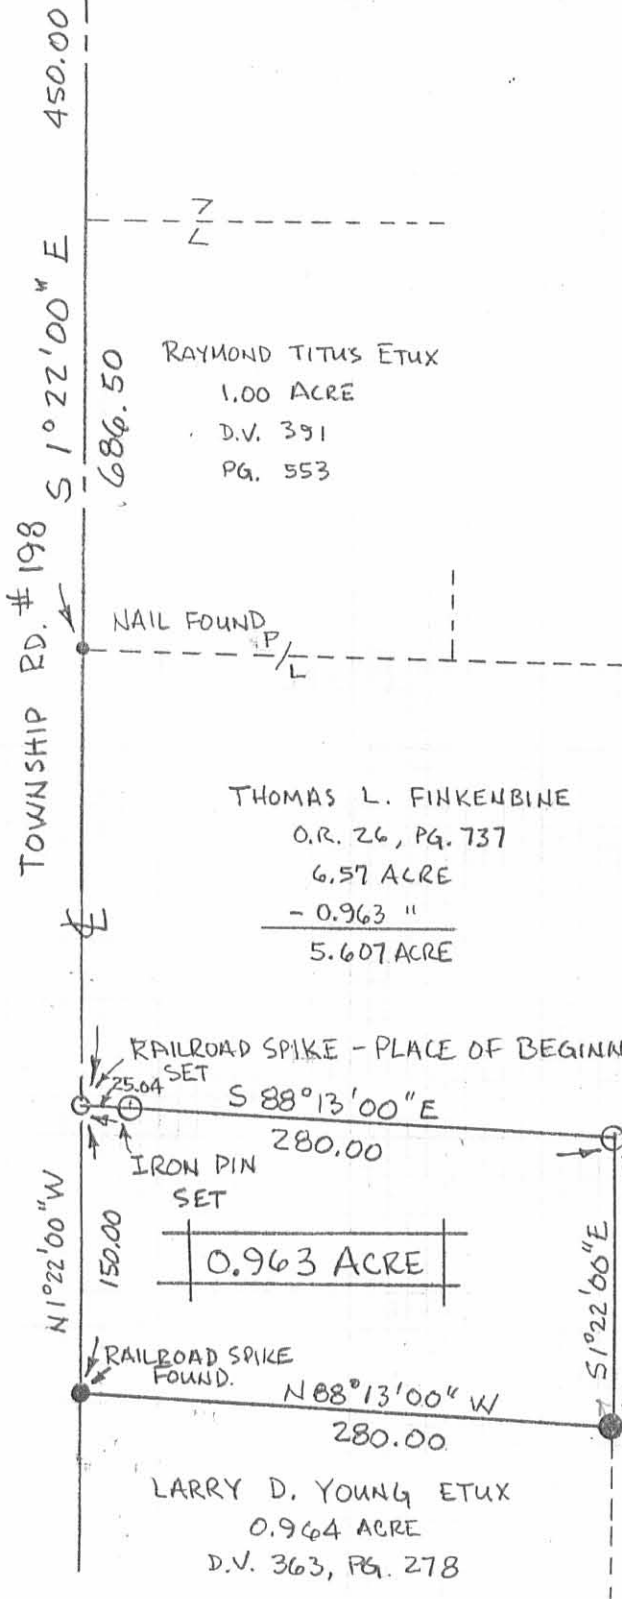 450.00
S 1°22'00" E
686.50
P/L
RAYMOND TITUS ETUX
1.00 ACRE
D.V. 391
PG. 553
TOWNSHIP RD. # 198
NAIL FOUND
P/L
THOMAS L. FINKENBINE
O.R. 26, PG. 737
6.57 ACRE
- 0.963 "
5.607 ACRE
RAILROAD SPIKE - PLACE OF BEGINN
SET
25.04
S 88°13'00" E
280.00
IRON PIN
SET
N 1°22'00" W
150.00
0.963 ACRE
S 1°22'00" E
RAILROAD SPIKE
FOUND.
N 88°13'00" W
280.00
LARRY D. YOUNG ETUX
0.964 ACRE
D.V. 363, PG. 278